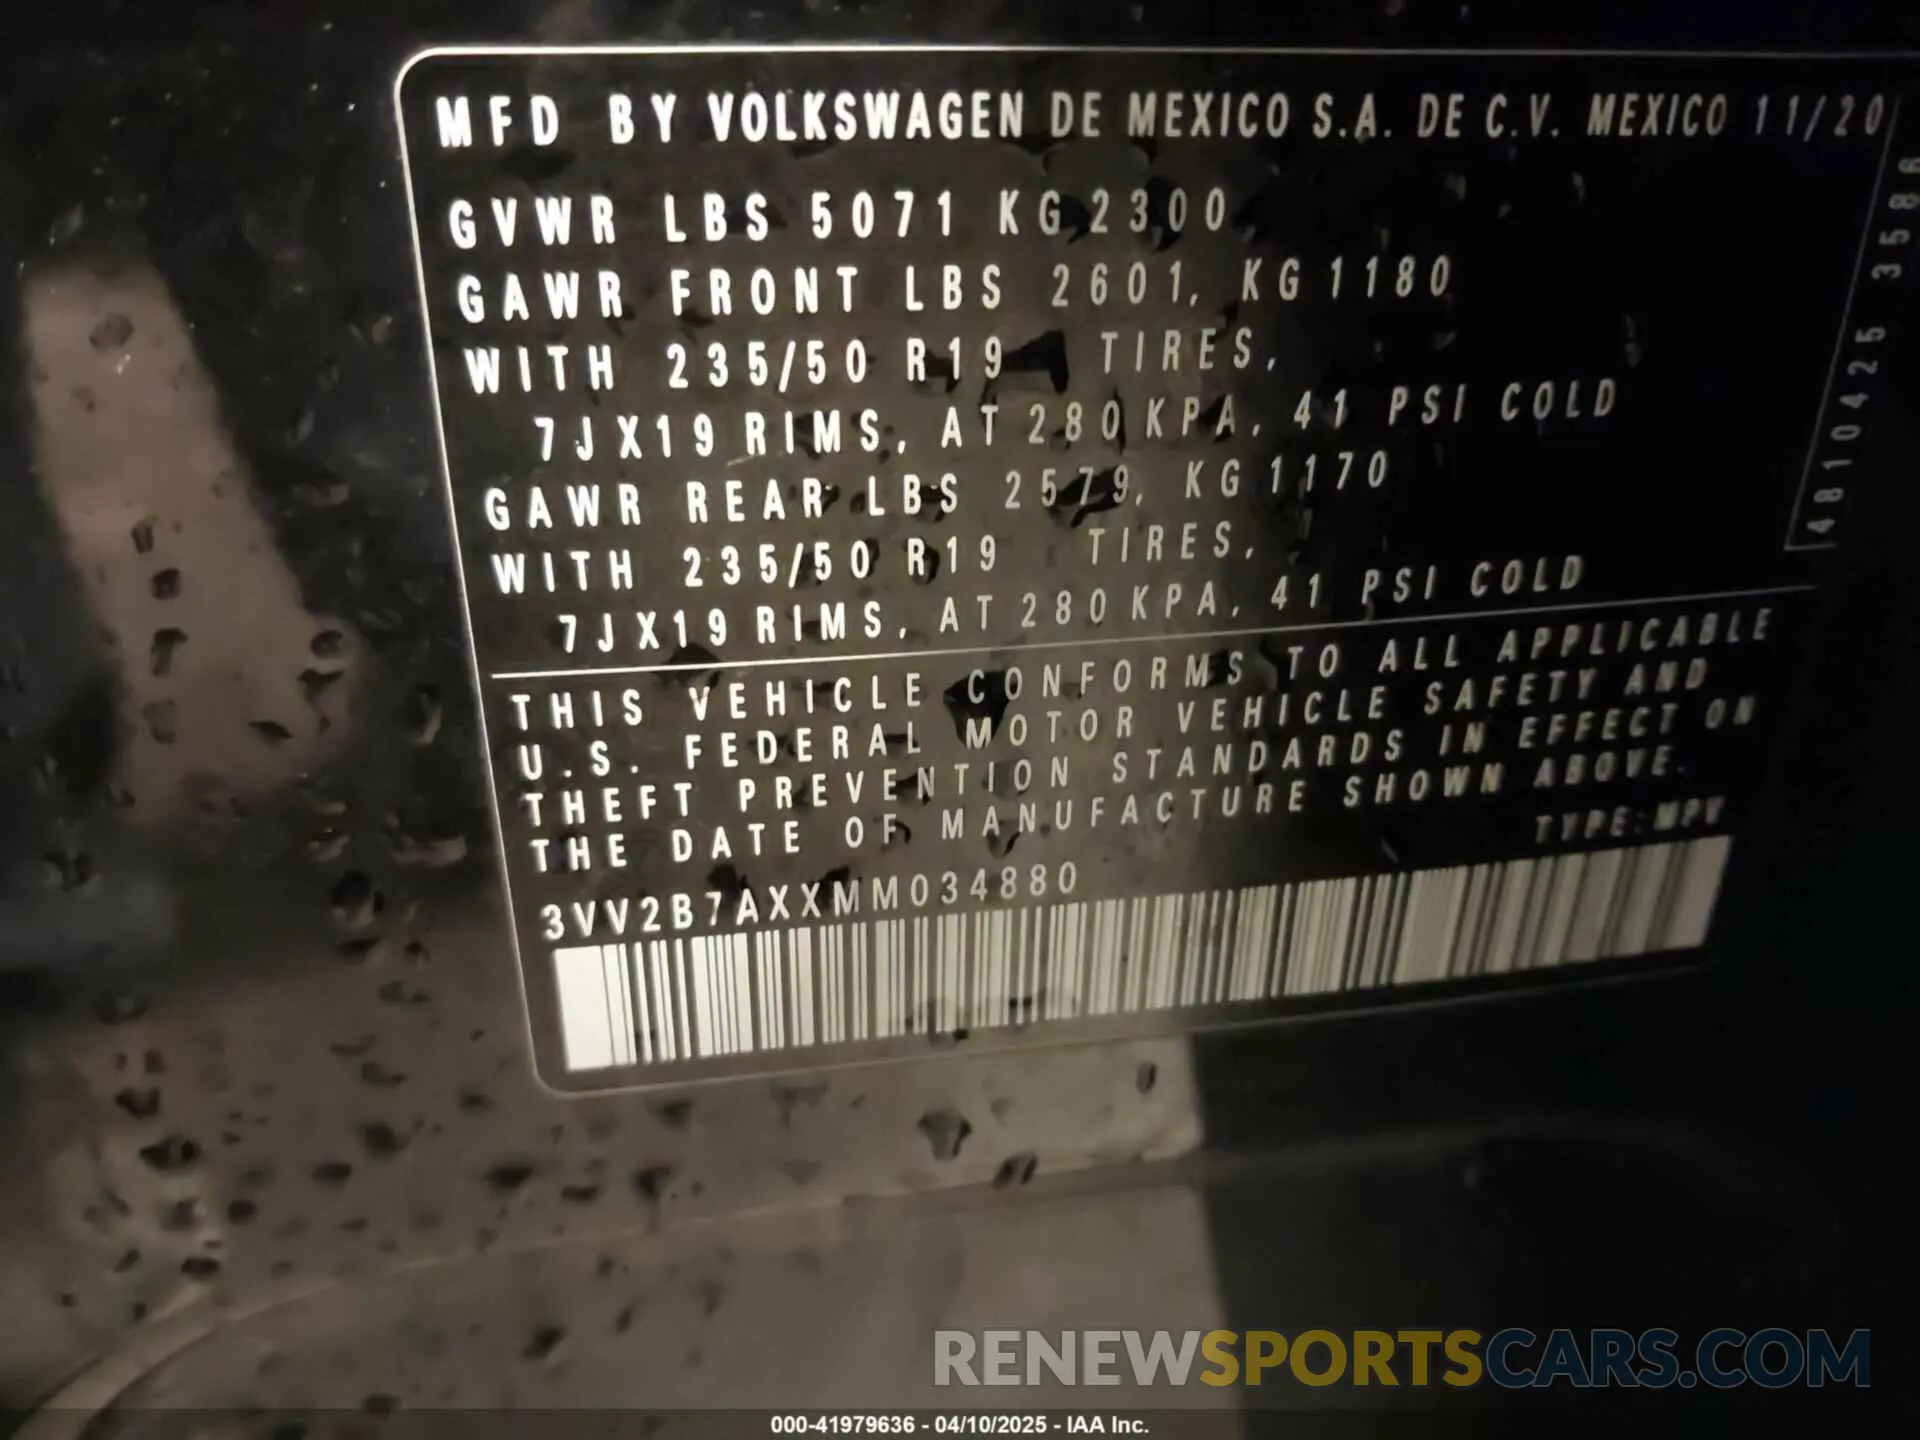 MFD BY VOLKSWAGEN DE MEXICO S.A. DE C.V. MEXICO 11/20
GVWR LBS 5071 KG 2300,
GAWR FRONT LBS 2601, KG 1180
WITH 235/50 R19 TIRES,
7JX19 RIMS, AT 280 KPA, 41 PSI COLD
GAWR REAR LBS 2579, KG 1170
WITH 235/50 R19 TIRES,
7JX19 RIMS, AT 280 KPA, 41 PSI COLD
4810425 3586
THIS VEHICLE CONFORMS TO ALL APPLICABLE
U.S. FEDERAL MOTOR VEHICLE SAFETY AND
THEFT PREVENTION STANDARDS IN EFFECT ON
THE DATE OF MANUFACTURE SHOWN ABOVE.
TYPE: MPV
3VV2B7AXXMM034880
RENEWSPORTSCARS.COM
000-41979636 - 04/10/2025 - IAA Inc.